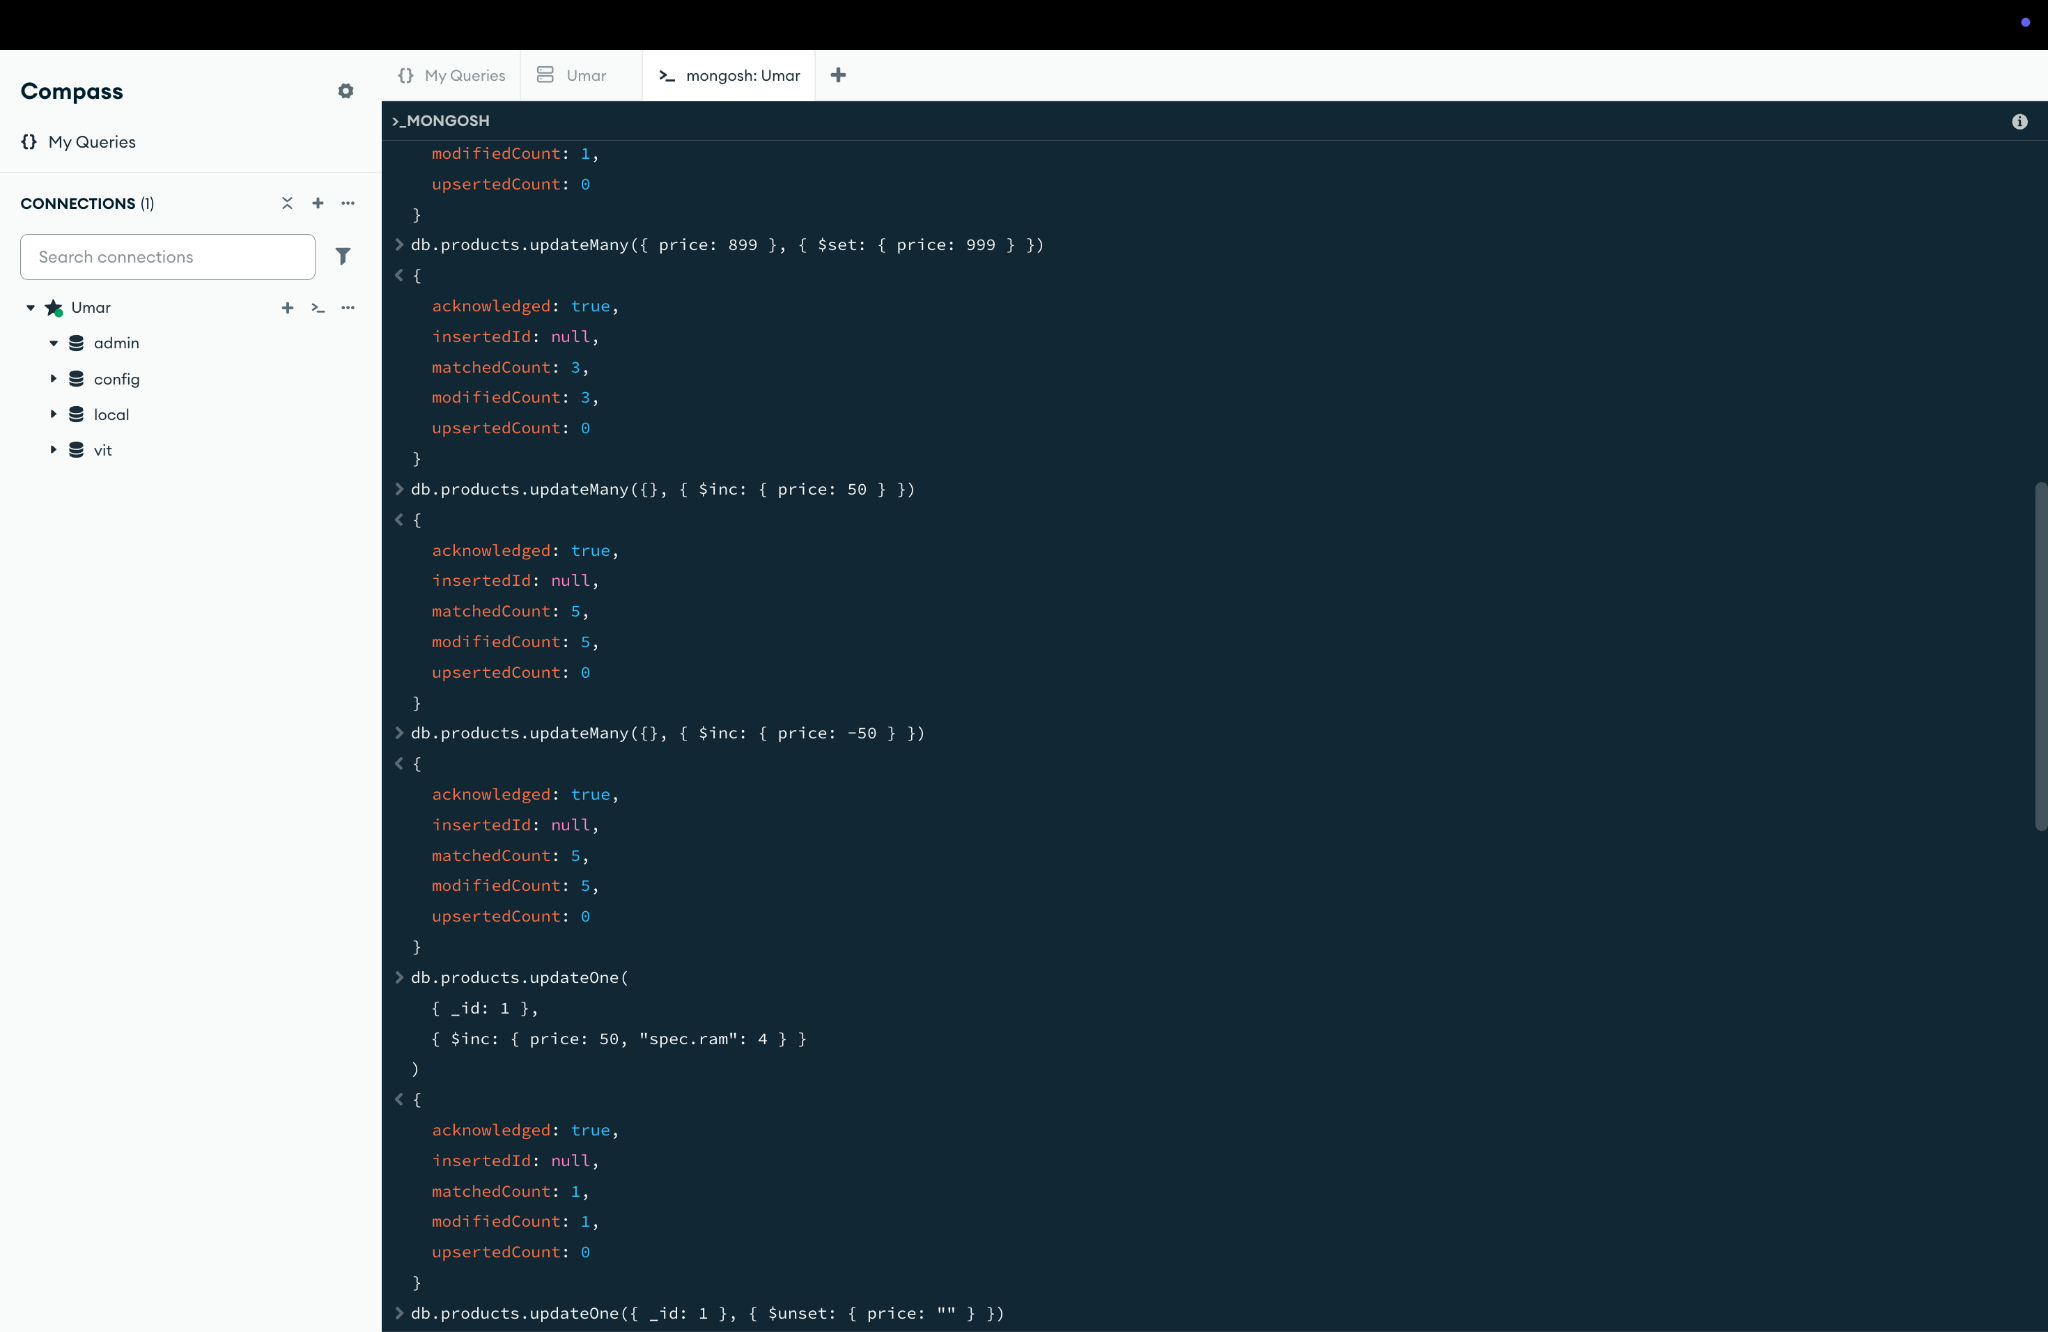 Compass
My Queries
CONNECTIONS (1)
Search connections
Umar
admin
config
local
vit
My Queries
Umar
mongosh: Umar
>_MONGOSH
modifiedCount: 1,
upsertedCount: 0
}
db.products.updateMany({ price: 899 }, { $set: { price: 999 } })
{
acknowledged: true,
insertedId: null,
matchedCount: 3,
modifiedCount: 3,
upsertedCount: 0
}
db.products.updateMany({}, { $inc: { price: 50 } })
{
acknowledged: true,
insertedId: null,
matchedCount: 5,
modifiedCount: 5,
upsertedCount: 0
}
db.products.updateMany({}, { $inc: { price: -50 } })
{
acknowledged: true,
insertedId: null,
matchedCount: 5,
modifiedCount: 5,
upsertedCount: 0
}
db.products.updateOne(
{ _id: 1 },
{ $inc: { price: 50, "spec.ram": 4 } }
)
{
acknowledged: true,
insertedId: null,
matchedCount: 1,
modifiedCount: 1,
upsertedCount: 0
}
db.products.updateOne({ _id: 1 }, { $unset: { price: "" } })